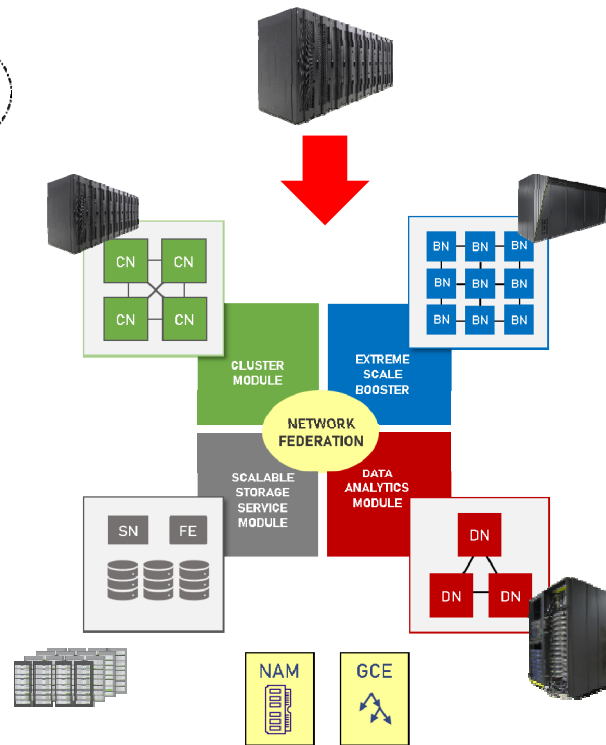 CN CN
CN CN
BN BN BN
BN BN BN
BN BN BN
CLUSTER
MODULE
EXTREME
SCALE
BOOSTER
NETWORK
FEDERATION
SCALABLE
STORAGE
SERVICE
MODULE
DATA
ANALYTICS
MODULE
SN FE
DN
DN DN
NAM
GCE